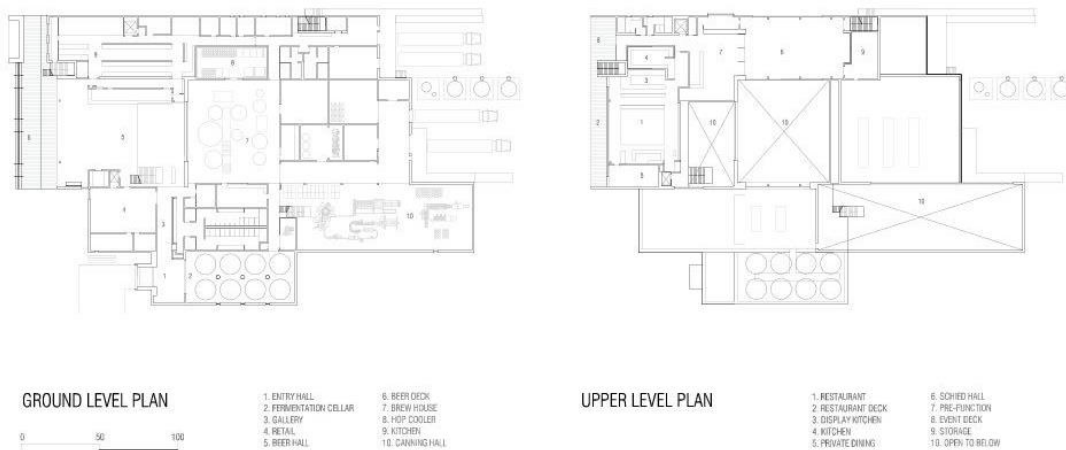 GROUND LEVEL PLAN
0 50 100
1. ENTRY HALL
2. FERMENTATION CELLAR
3. GALLERY
4. RETAIL
5. BEER HALL
6. BEER DECK
7. BREW HOUSE
8. HOP COOLER
9. KITCHEN
10. CANNING HALL
UPPER LEVEL PLAN
1. RESTAURANT
2. RESTAURANT DECK
3. DISPLAY KITCHEN
4. KITCHEN
5. PRIVATE DINING
6. SCHIED HALL
7. PRE-FUNCTION
8. EVENT DECK
9. STORAGE
10. OPEN TO BELOW